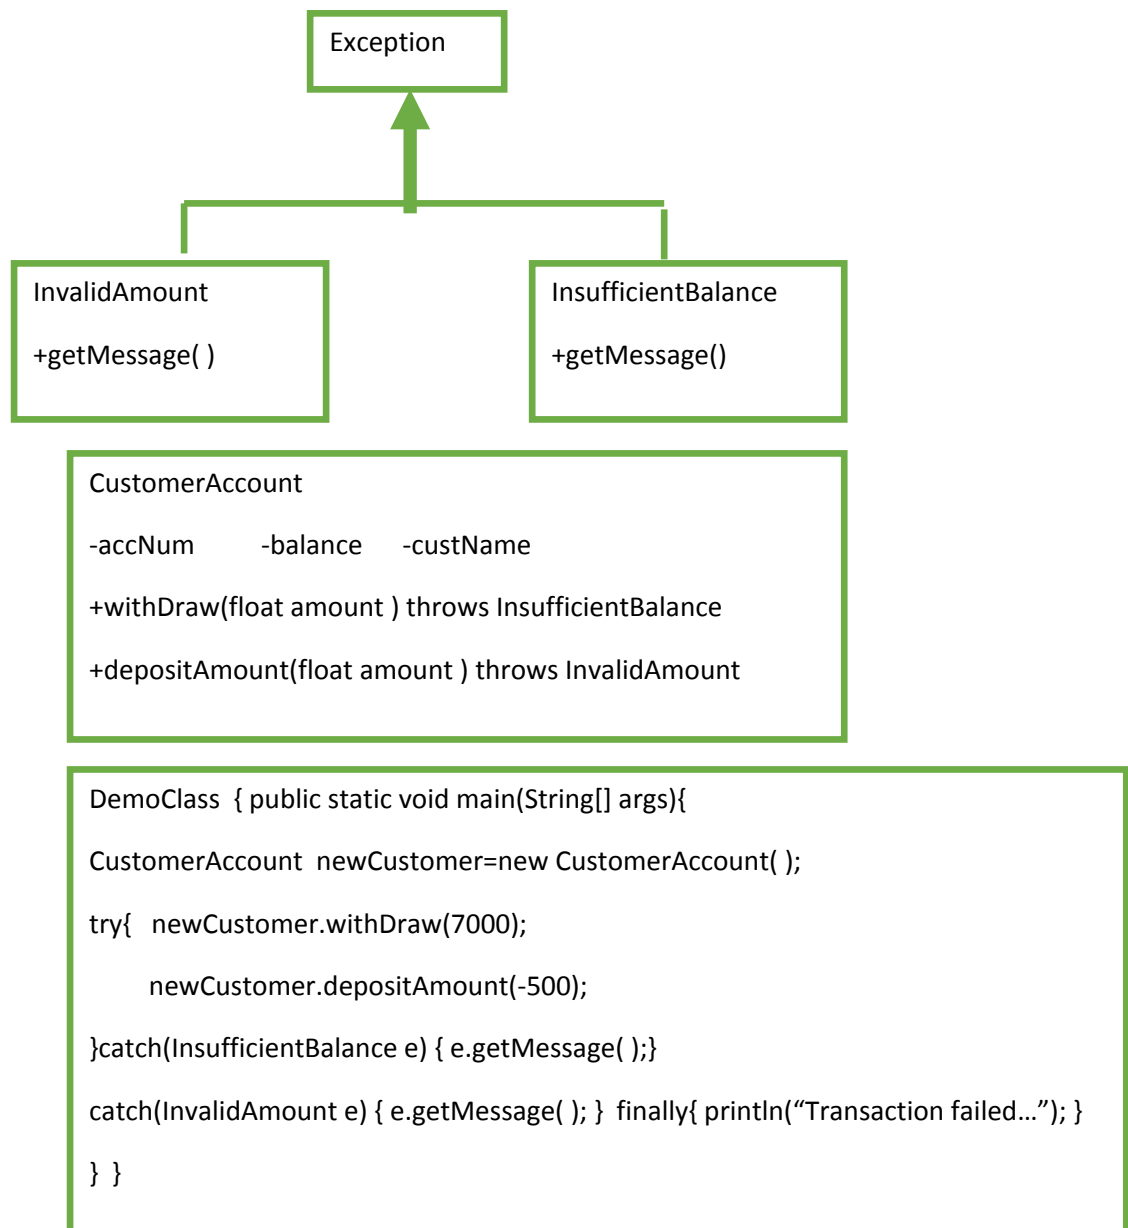 Exception
InvalidAmount
+getMessage( )
InsufficientBalance
+getMessage()
CustomerAccount
-accNum -balance -custName
+withDraw(float amount ) throws InsufficientBalance
+depositAmount(float amount ) throws InvalidAmount
DemoClass { public static void main(String[] args){
CustomerAccount newCustomer=new CustomerAccount( );
try{ newCustomer.withDraw(7000);
newCustomer.depositAmount(-500);
}catch(InsufficientBalance e) { e.getMessage( );}
catch(InvalidAmount e) { e.getMessage( ); } finally{ println(“Transaction failed…”); }
} }